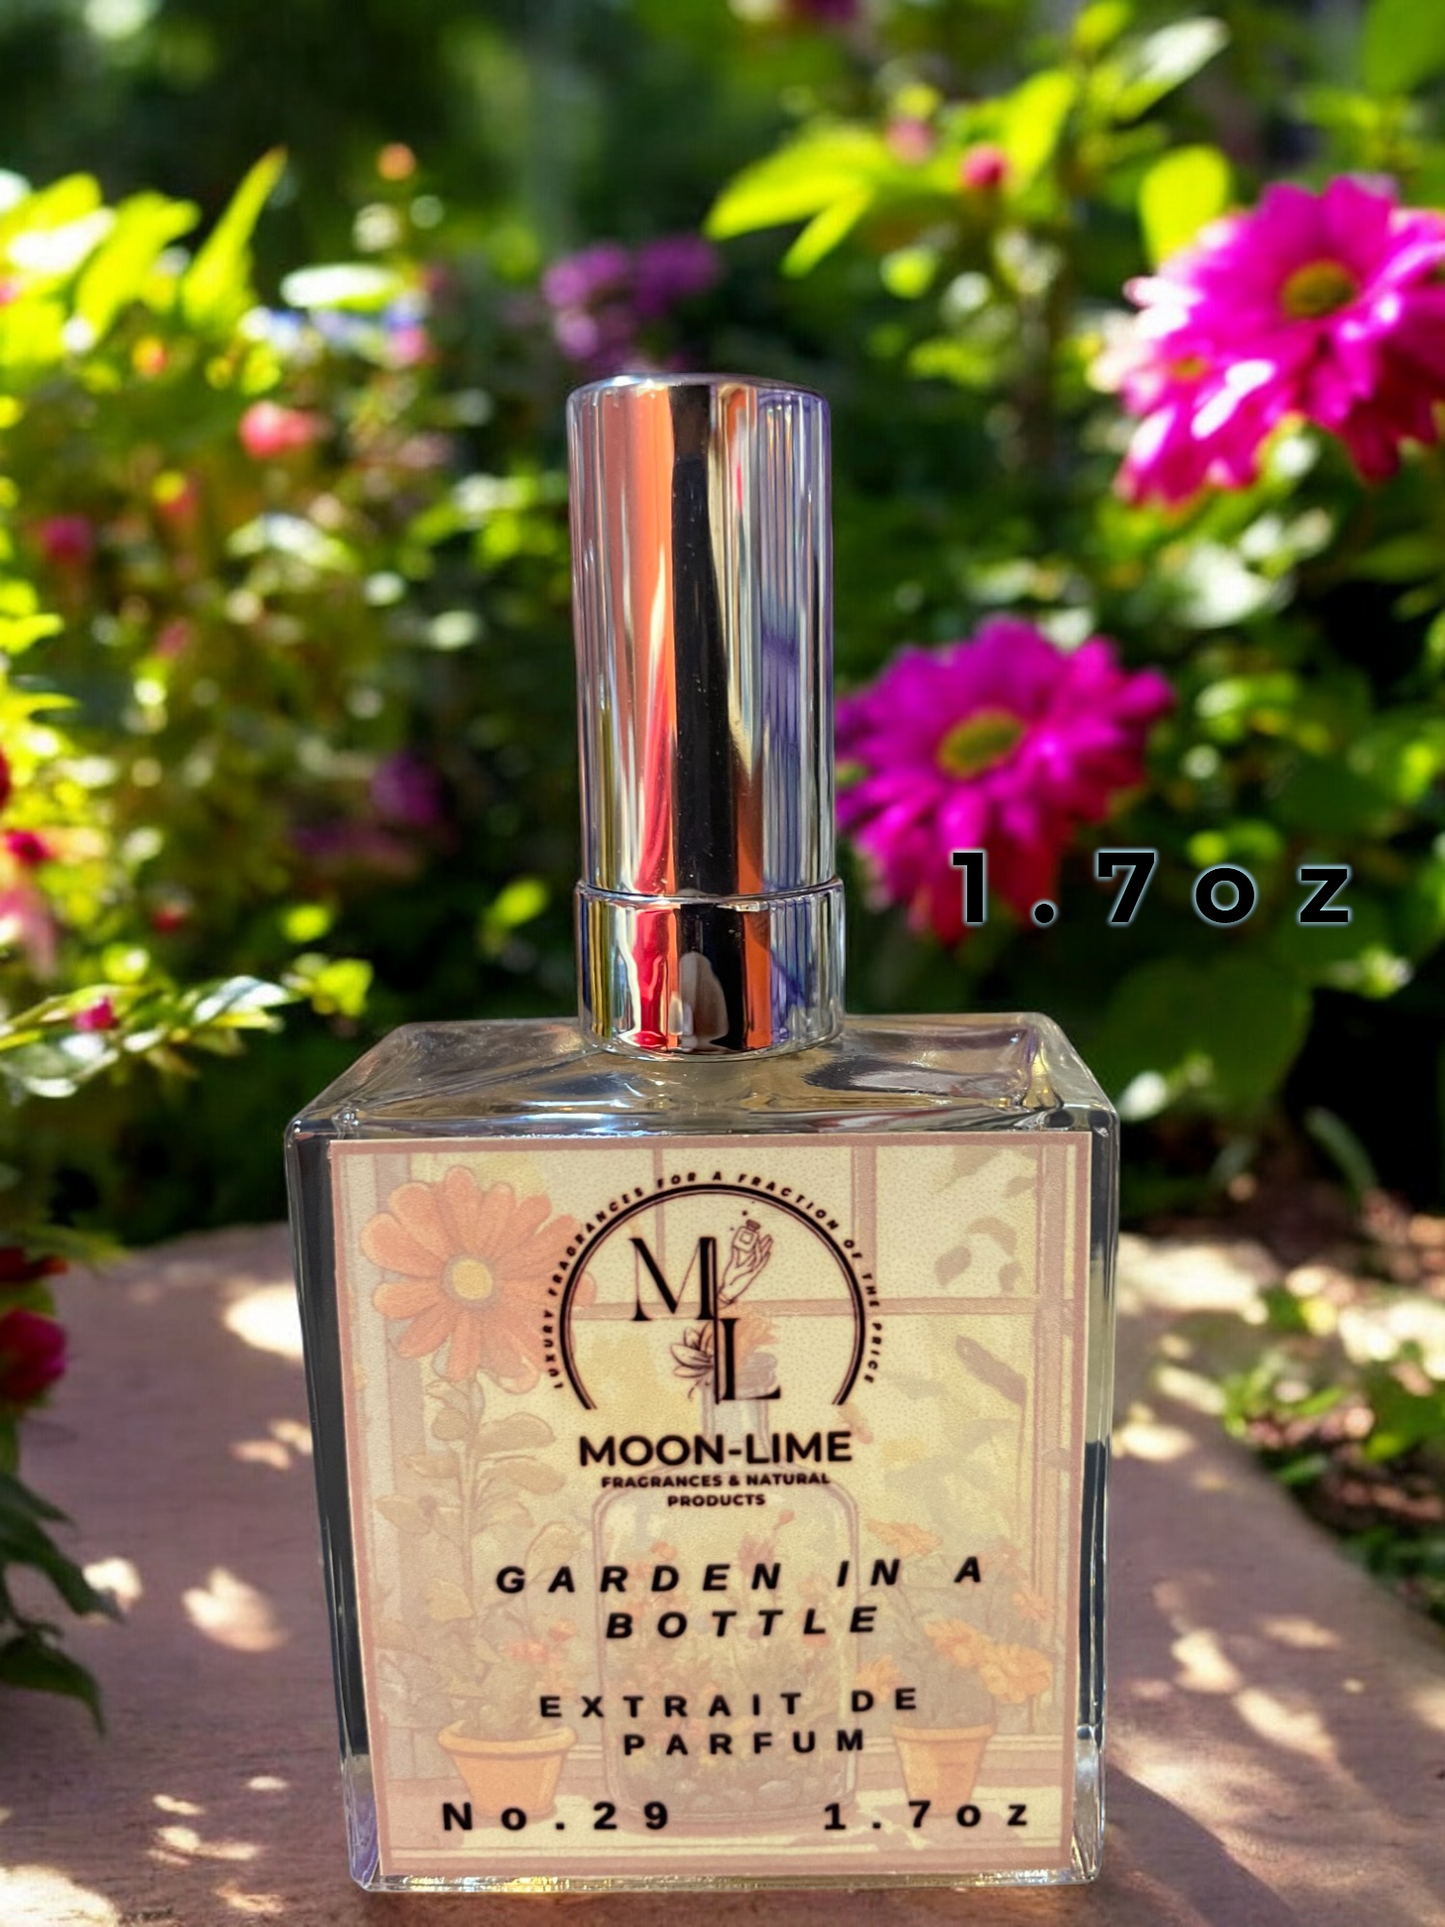 1.7oz
LUXURY FRAGRANCES FOR A FRACTION OF THE PRICE
ML
MOON-LIME
FRAGRANCES & NATURAL
PRODUCTS
GARDEN IN A
BOTTLE
EXTRAIT DE
PARFUM
No.29 1.7oz